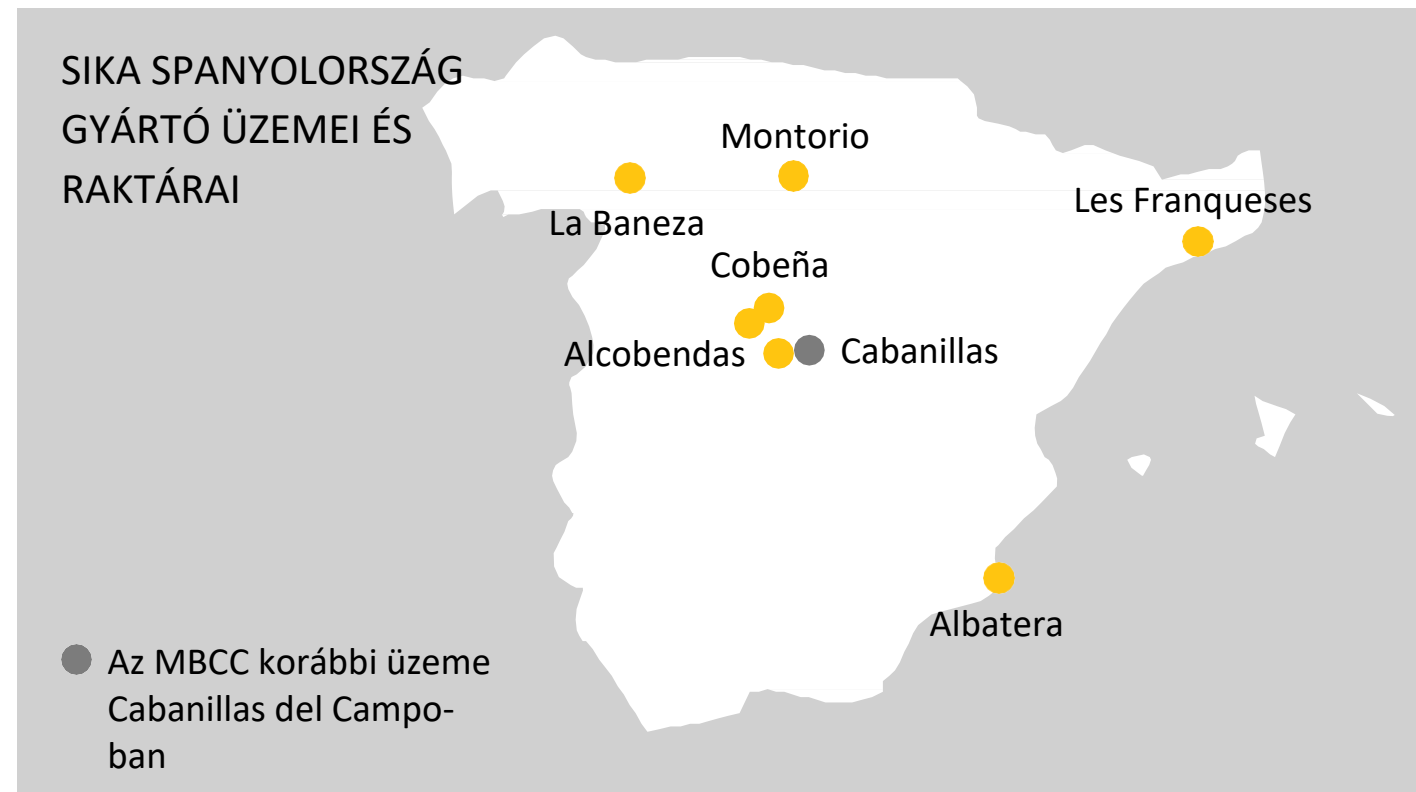 SIKA SPANYOLORSZÁG
GYÁRTÓ ÜZEMEI ÉS
RAKTÁRAI
Montorio
La Baneza
Les Franqueses
Cobeña
Alcobendas
Cabanillas
Albatera
Az MBCC korábbi üzeme
Cabanillas del Campo-
ban